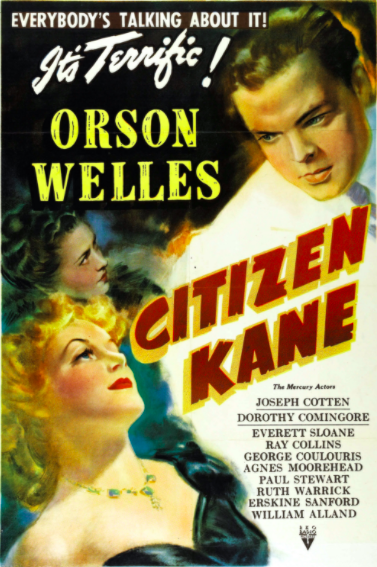 EVERYBODY'S TALKING ABOUT IT!
It's Terrific!
ORSON
WELLES
CITIZEN
KANE
The Mercury Actors
JOSEPH COTTEN
DOROTHY COMINGORE
EVERETT SLOANE
RAY COLLINS
GEORGE COULOURIS
AGNES MOOREHEAD
PAUL STEWART
RUTH WARRICK
ERSKINE SANFORD
WILLIAM ALLAND